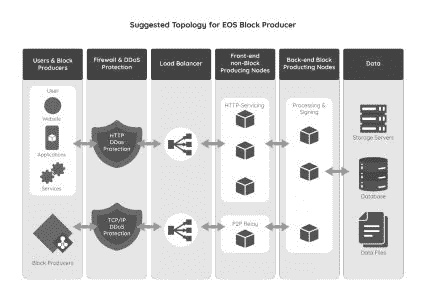 Suggested Topology for EOS Block Producer
Users & Block
Producers
Firewall & DDoS
Protection
Load Balancer
Front-end
non-Block
Producing Nodes
Back-end Block
Producting Nodes
Data
User
Website
Applications
Services
Block Producers
HTTP
DDos
Protection
TCP/IP
DDoS
Protection
HTTP-Servicing
P2P Relay
Processing &
Signing
Storage Servers
Database
Data Files